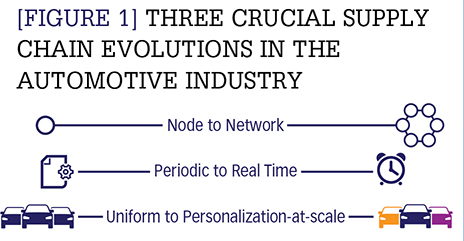 [FIGURE 1] THREE CRUCIAL SUPPLY
CHAIN EVOLUTIONS IN THE
AUTOMOTIVE INDUSTRY
Node to Network
Periodic to Real Time
Uniform to Personalization-at-scale